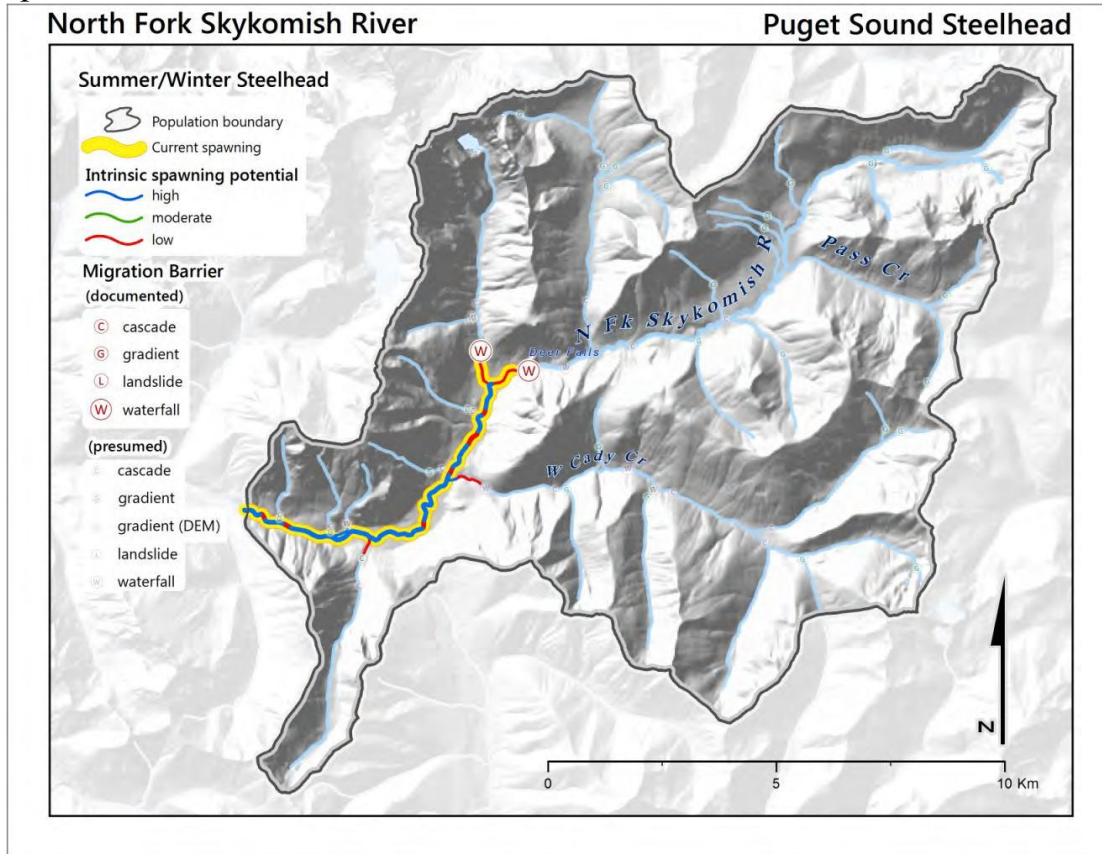 North Fork Skykomish River
Puget Sound Steelhead
Summer/Winter Steelhead
Population boundary
Current spawning
Intrinsic spawning potential
high
moderate
low
Migration Barrier
(documented)
C cascade
G gradient
L landslide
W waterfall
(presumed)
C cascade
G gradient
gradient (DEM)
L landslide
W waterfall
N Fk Skykomish R
Pass Cr
Deer Falls
W Cady Cr
W
W
N
0 5 10 Km